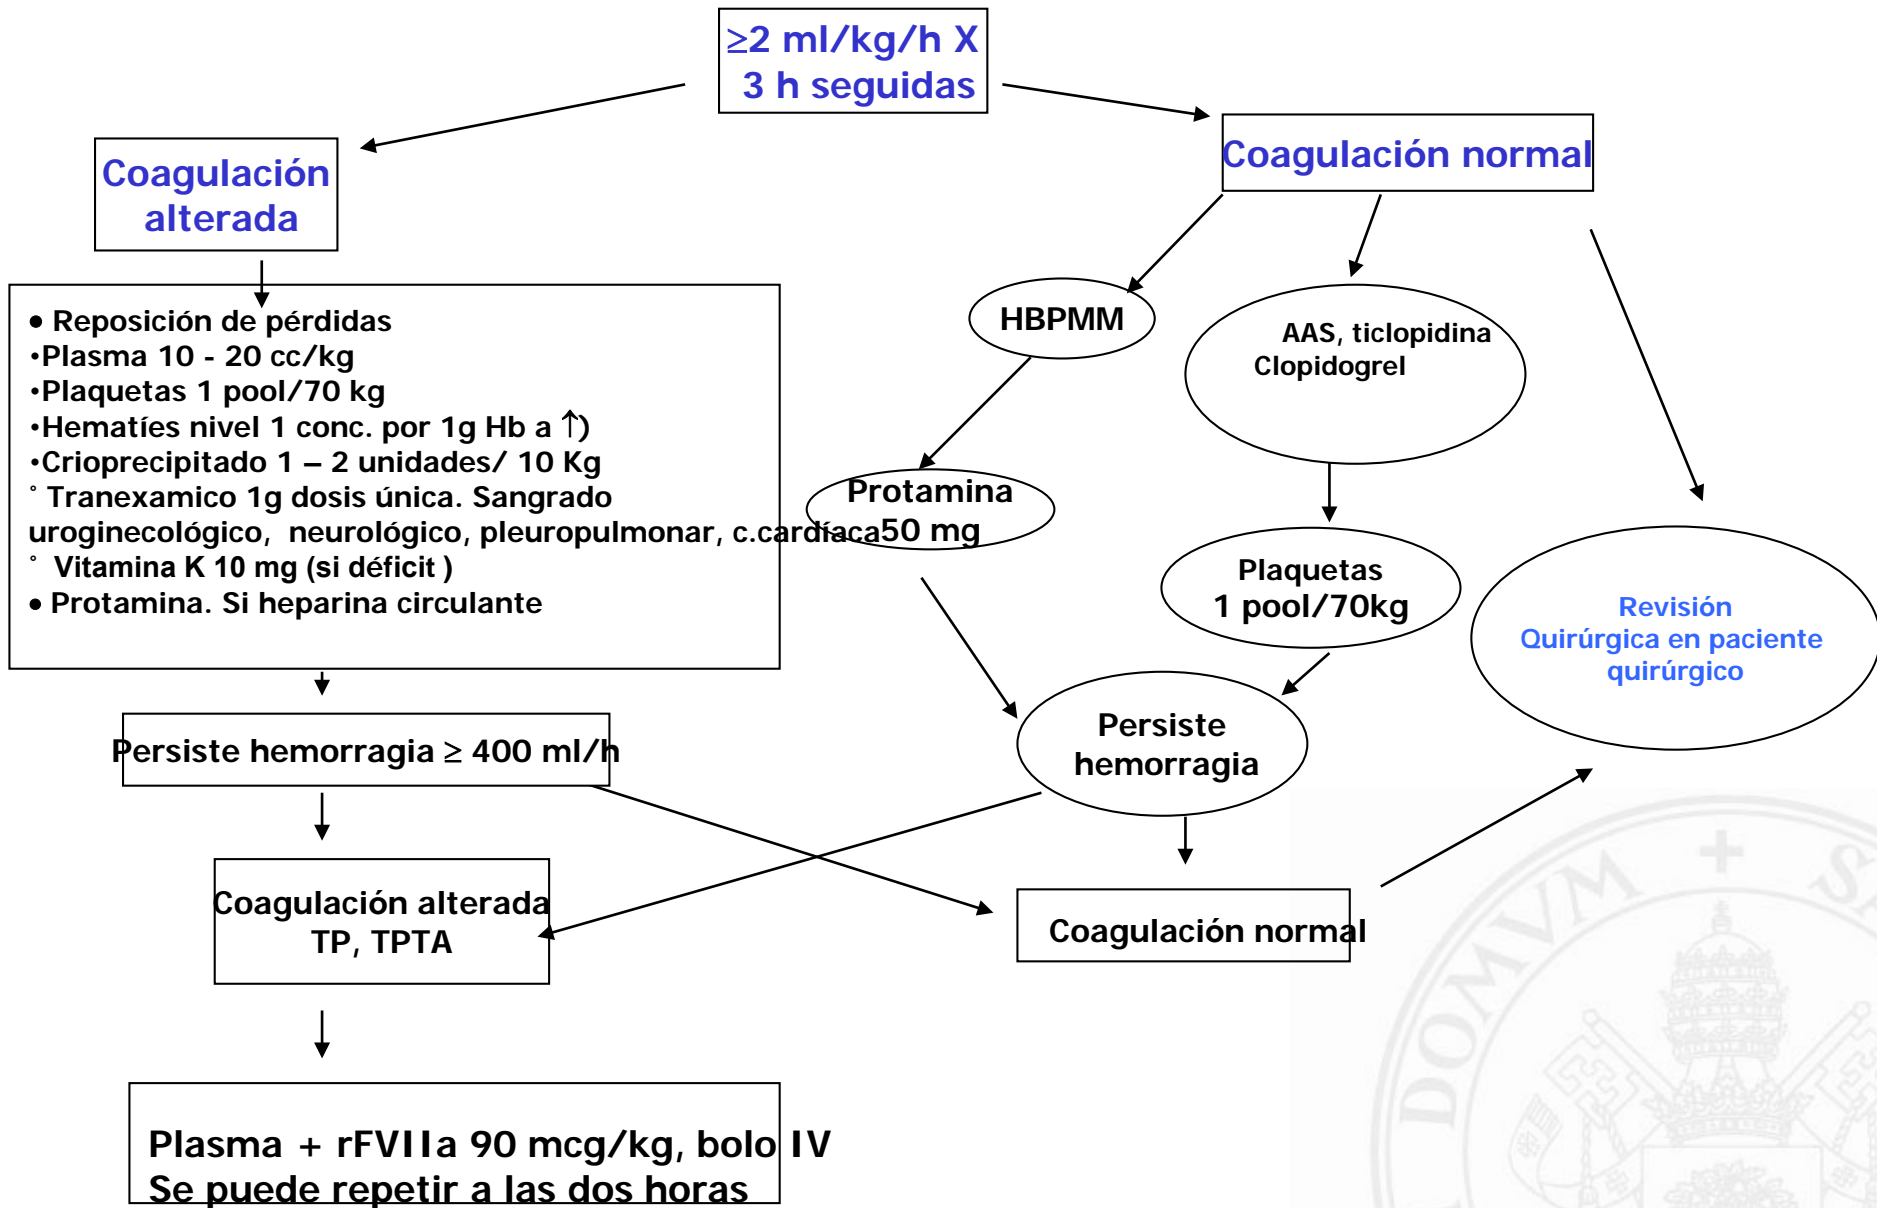 ≥2 ml/kg/h X
3 h seguidas
Coagulación
alterada
Coagulación normal
• Reposición de pérdidas
•Plasma 10 - 20 cc/kg
•Plaquetas 1 pool/70 kg
•Hematíes nivel 1 conc. por 1g Hb a ↑)
•Crioprecipitado 1 – 2 unidades/ 10 Kg
° Tranexamico 1g dosis única. Sangrado
uroginecológico, neurológico, pleuropulmonar, c.cardíaca
° Vitamina K 10 mg (si déficit )
• Protamina. Si heparina circulante
HBPMM
AAS, ticlopidina
Clopidogrel
Protamina
50 mg
Plaquetas
1 pool/70kg
Revisión
Quirúrgica en paciente
quirúrgico
Persiste hemorragia ≥ 400 ml/h
Persiste
hemorragia
Coagulación alterada
TP, TPTA
Coagulación normal
Plasma + rFVIIa 90 mcg/kg, bolo IV
Se puede repetir a las dos horas
DOMVM + S